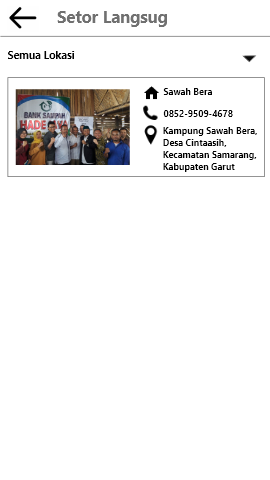 Setor Langsug
Semua Lokasi
BANK SAMPAH
Sawah Bera
0852-9509-4678
Kampung Sawah Bera,
Desa Cintaasih,
Kecamatan Samarang,
Kabupaten Garut